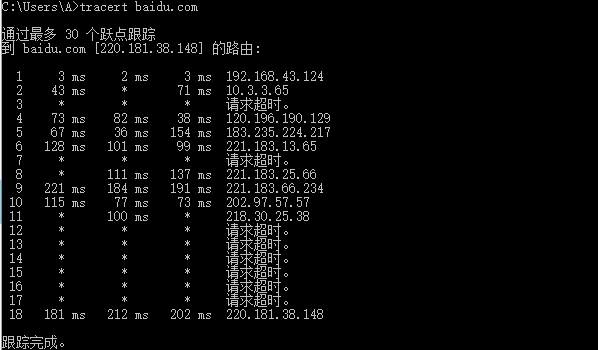 C:\Users\A>tracert baidu.com
通过最多 30 个跃点跟踪
到 baidu.com [220.181.38.148] 的路由:
1 3 ms 2 ms 3 ms 192.168.43.124
2 43 ms * 71 ms 10.3.3.65
3 * * * 请求超时。
4 73 ms 82 ms 38 ms 120.196.190.129
5 67 ms 36 ms 154 ms 183.235.224.217
6 128 ms 101 ms 99 ms 221.183.13.65
7 * * * 请求超时。
8 * 111 ms 137 ms 221.183.25.66
9 221 ms 184 ms 191 ms 221.183.66.234
10 115 ms 77 ms 73 ms 202.97.57.57
11 * 100 ms * 218.30.25.38
12 * * * 请求超时。
13 * * * 请求超时。
14 * * * 请求超时。
15 * * * 请求超时。
16 * * * 请求超时。
17 * * * 请求超时。
18 181 ms 212 ms 202 ms 220.181.38.148
跟踪完成。